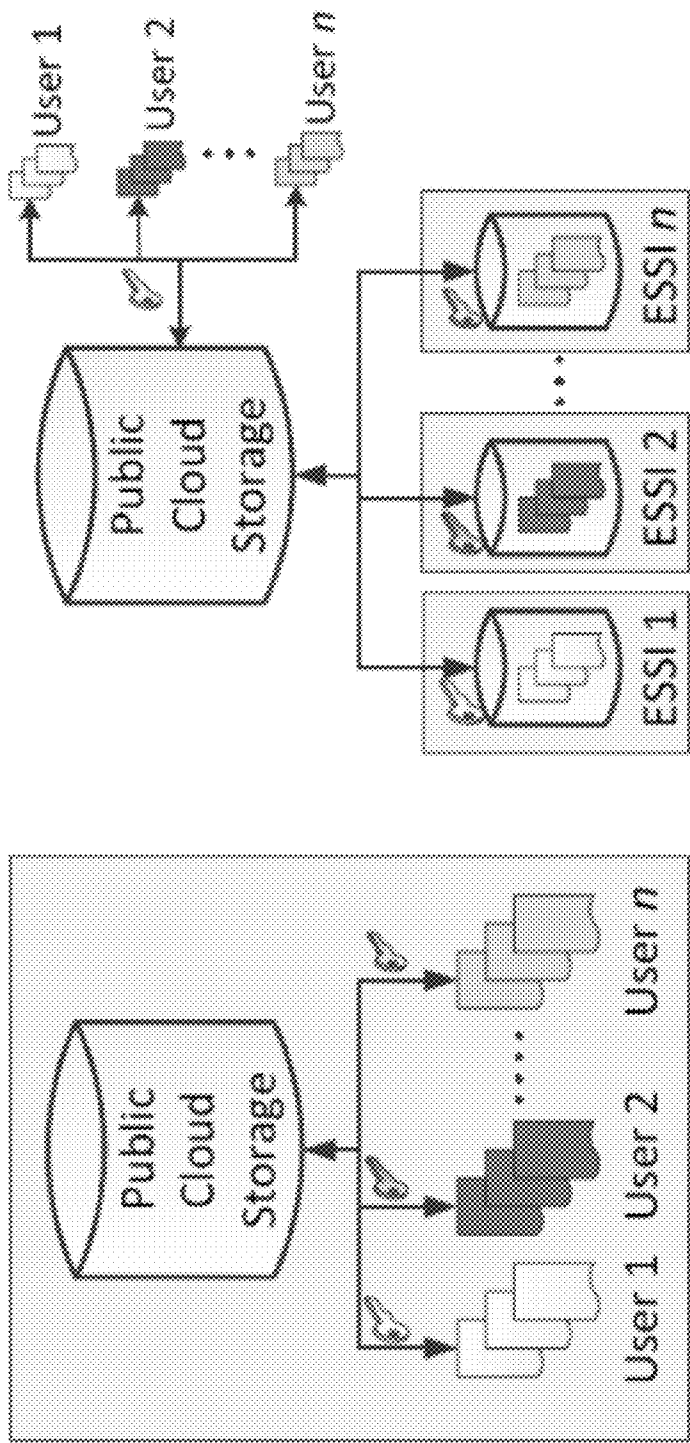 Public
Cloud
Storage
User 1
User 2
User n
Public
Cloud
Storage
User 1
User 2
User n
ESSI 1
ESSI 2
ESSI n